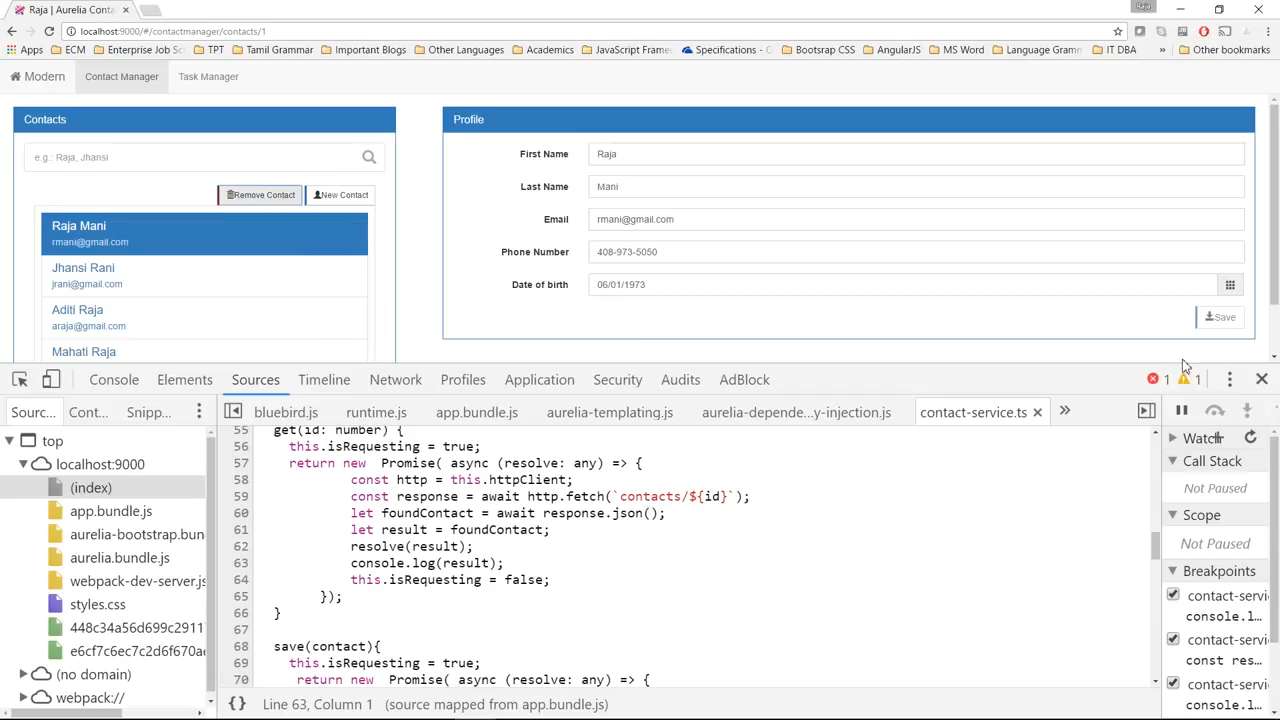 Raja | Aurelia Conta
Raja
localhost:9000/#/contactmanager/contacts/1
Apps ECM Enterprise Job Sc TPT Tamil Grammar Important Blogs Other Languages Academics JavaScript Frame Specifications - C Bootsrap CSS AngularJS MS Word Language Gramm IT DBA » Other bookmarks
Modern Contact Manager Task Manager
Contacts
e.g.: Raja, Jhansi
Remove Contact New Contact
Raja Mani
rmani@gmail.com
Jhansi Rani
jrani@gmail.com
Aditi Raja
araja@gmail.com
Mahati Raja
Profile
First Name Raja
Last Name Mani
Email rmani@gmail.com
Phone Number 408-973-5050
Date of birth 06/01/1973
Save
Console Elements Sources Timeline Network Profiles Application Security Audits AdBlock 1 1
Sourc... Cont... Snipp...
bluebird.js runtime.js app.bundle.js aurelia-templating.js aurelia-depende...y-injection.js contact-service.ts »
top
localhost:9000
(index)
app.bundle.js
aurelia-bootstrap.bun
aurelia.bundle.js
webpack-dev-server.js
styles.css
448c34a56d699c2911
e6cf7c6ec7c2d6f670a
(no domain)
webpack://
55 get(id: number) {
56 this.isRequesting = true;
57 return new Promise( async (resolve: any) => {
58 const http = this.httpClient;
59 const response = await http.fetch(`contacts/${id}`);
60 let foundContact = await response.json();
61 let result = foundContact;
62 resolve(result);
63 console.log(result);
64 this.isRequesting = false;
65 });
66 }
67
68 save(contact){
69 this.isRequesting = true;
70 return new Promise( async (resolve: any) => {
{} Line 63, Column 1 (source mapped from app.bundle.js)
Watch
Call Stack
Not Paused
Scope
Not Paused
Breakpoints
contact-servi
console.l...
contact-servi
const res...
contact-servi
console.l...